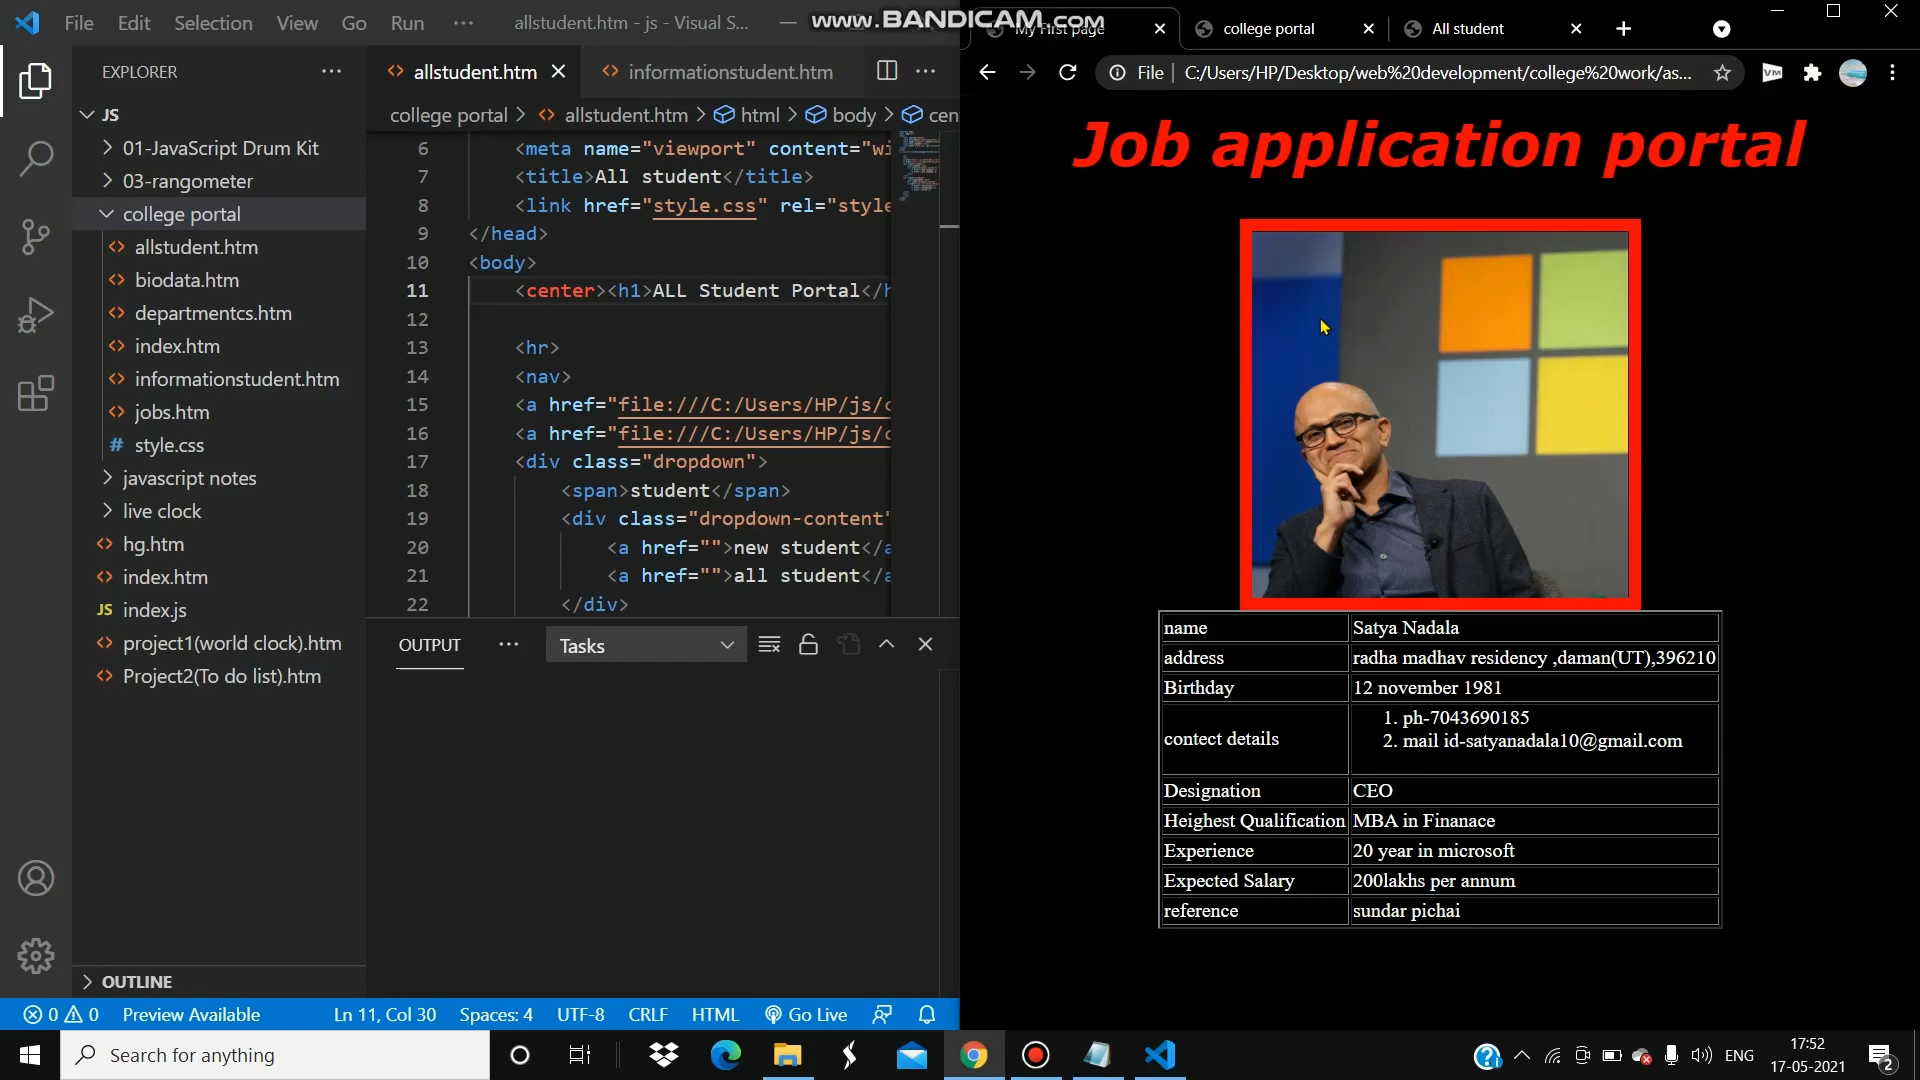 File Edit Selection View Go Run ··· allstudent.htm - js - Visual S...
www.BANDICAM.com
EXPLORER ···
JS
01-JavaScript Drum Kit
03-rangometer
college portal
allstudent.htm
biodata.htm
departmentcs.htm
index.htm
informationstudent.htm
jobs.htm
style.css
javascript notes
live clock
hg.htm
index.htm
JS index.js
project1(world clock).htm
Project2(To do list).htm
OUTLINE
allstudent.htm informationstudent.htm ···
college portal > allstudent.htm > html > body > cen
6 <meta name="viewport" content="wi
7 <title>All student</title>
8 <link href="style.css" rel="style
9 </head>
10 <body>
11 <center><h1>ALL Student Portal</h
12
13 <hr>
14 <nav>
15 <a href="file:///C:/Users/HP/js/c
16 <a href="file:///C:/Users/HP/js/c
17 <div class="dropdown">
18 <span>student</span>
19 <div class="dropdown-content"
20 <a href="">new student</a
21 <a href="">all student</a
22 </div>
OUTPUT ··· Tasks
0 0 Preview Available Ln 11, Col 30 Spaces: 4 UTF-8 CRLF HTML Go Live
My First page college portal All student
File C:/Users/HP/Desktop/web%20development/college%20work/as...
VM
Job application portal
name Satya Nadala
address radha madhav residency ,daman(UT),396210
Birthday 12 november 1981
contect details
1. ph-7043690185
2. mail id-satyanadala10@gmail.com
Designation CEO
Heighest Qualification MBA in Finanace
Experience 20 year in microsoft
Expected Salary 200lakhs per annum
reference sundar pichai
Search for anything
ENG
17:52
17-05-2021
2